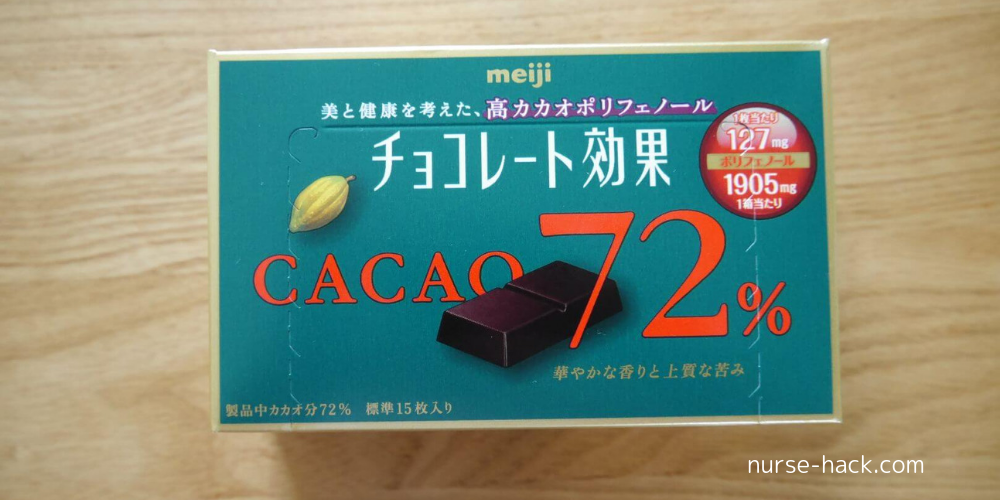 meiji
美と健康を考えた、高カカオポリフェノール
チョコレート効果
1枚当たり
127mg
ポリフェノール
1905mg
1箱当たり
CACAO 72%
華やかな香りと上質な苦み
製品中カカオ分72% 標準15枚入り
nurse-hack.com